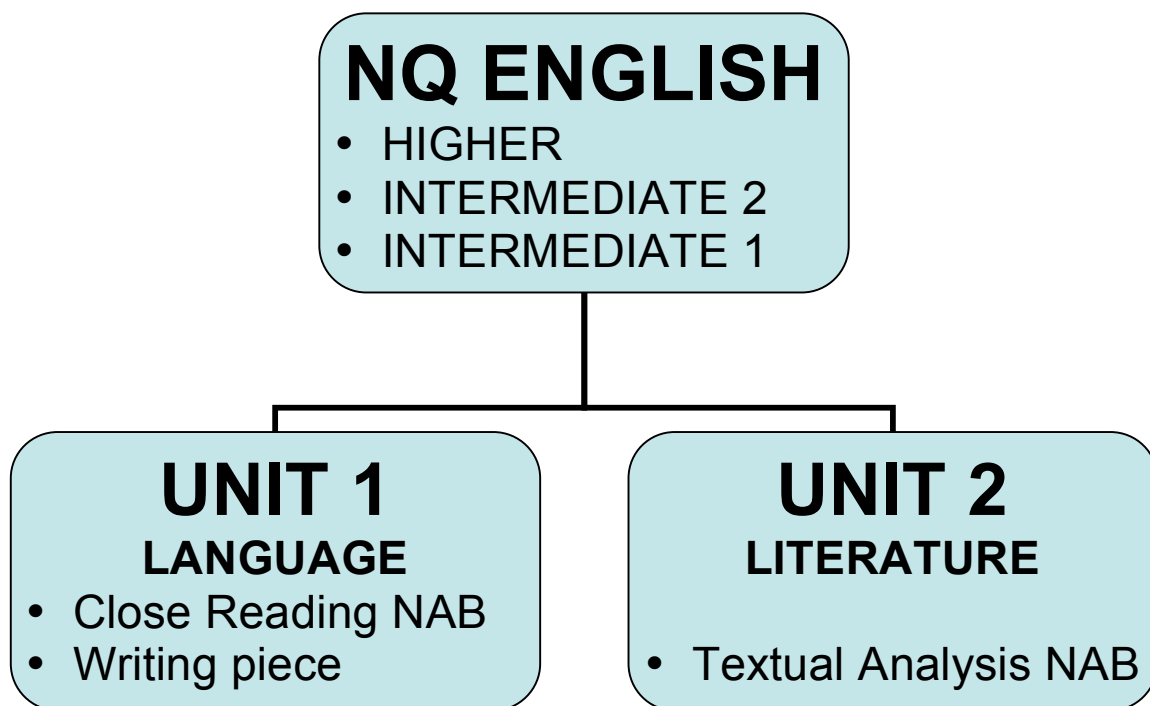 NQ ENGLISH
• HIGHER
• INTERMEDIATE 2
• INTERMEDIATE 1
UNIT 1
LANGUAGE
• Close Reading NAB
• Writing piece
UNIT 2
LITERATURE
• Textual Analysis NAB